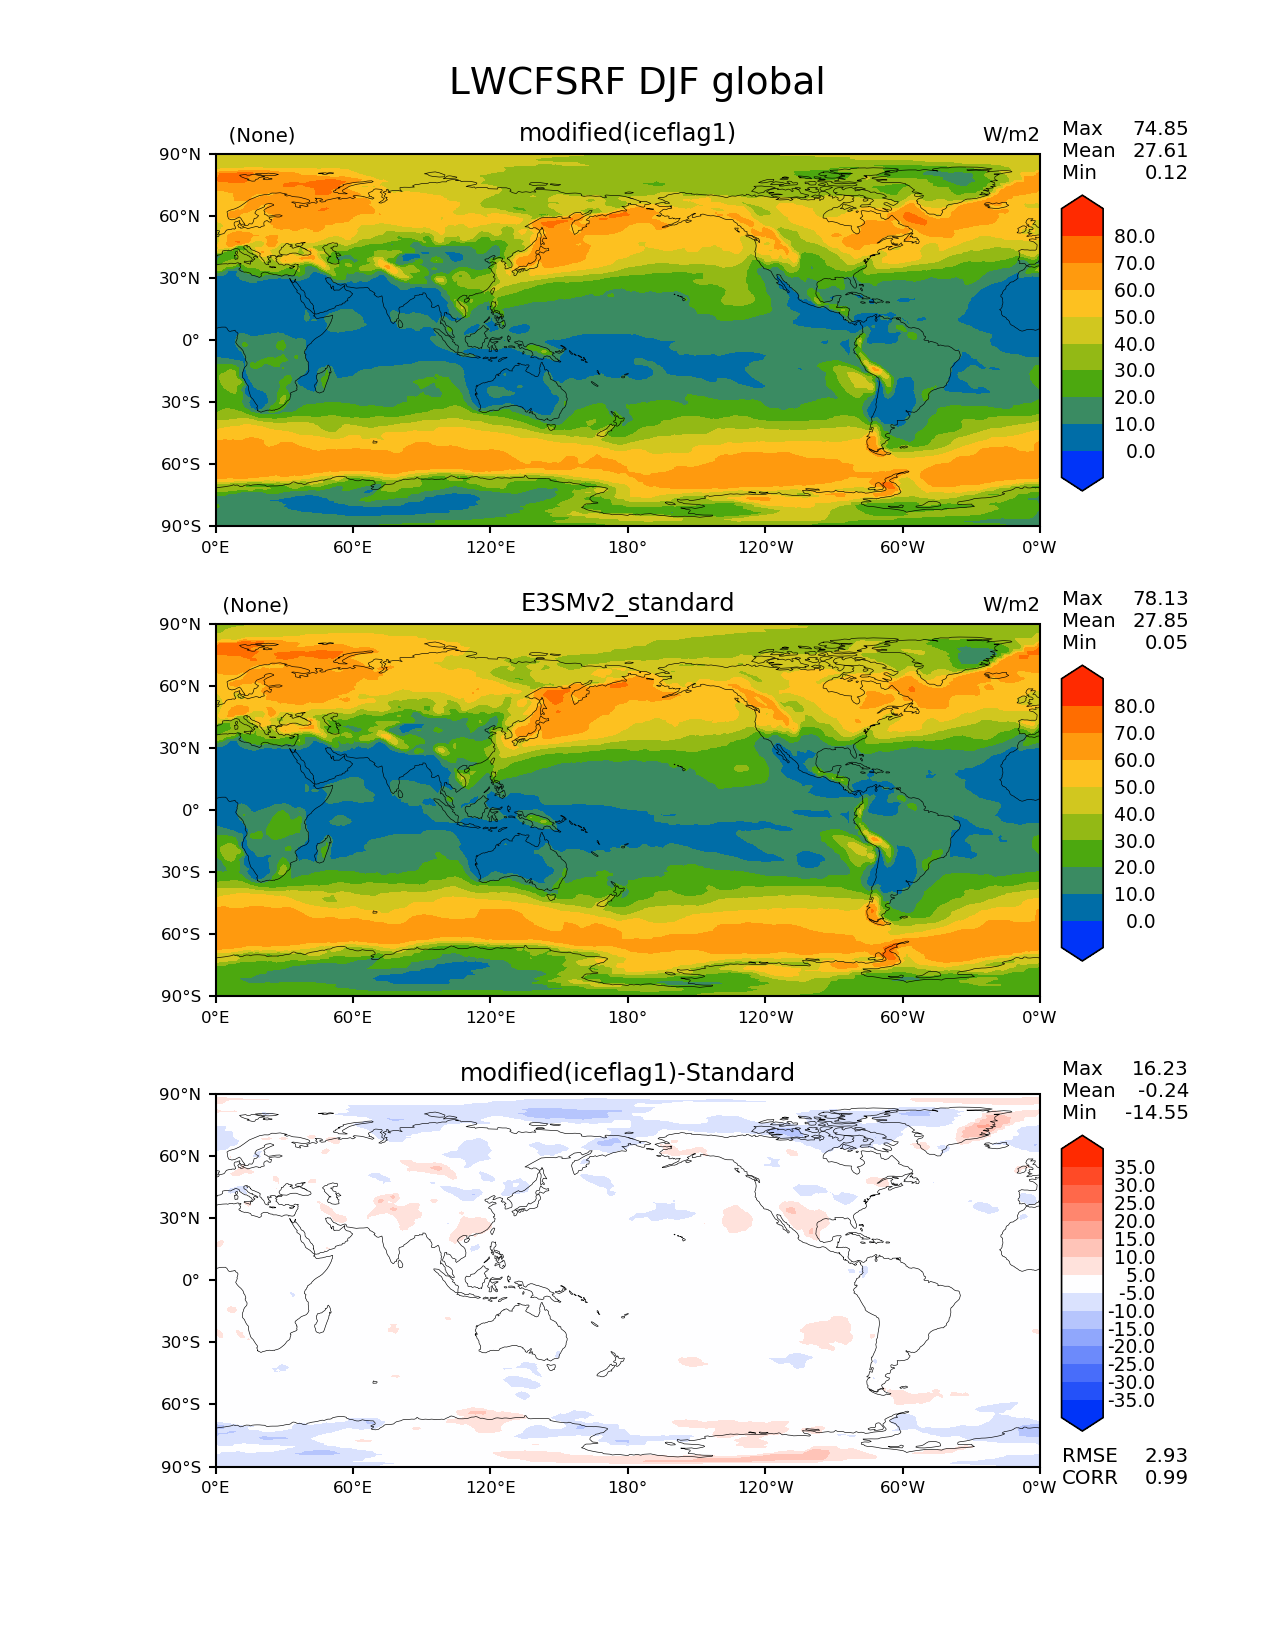 LWCFSRF DJF global
(None) modified(iceflag1) W/m2
Max 74.85
Mean 27.61
Min 0.12
90°N
60°N
30°N
0°
30°S
60°S
90°S
0°E 60°E 120°E 180° 120°W 60°W 0°W
80.0
70.0
60.0
50.0
40.0
30.0
20.0
10.0
0.0
(None) E3SMv2_standard W/m2
Max 78.13
Mean 27.85
Min 0.05
90°N
60°N
30°N
0°
30°S
60°S
90°S
0°E 60°E 120°E 180° 120°W 60°W 0°W
80.0
70.0
60.0
50.0
40.0
30.0
20.0
10.0
0.0
modified(iceflag1)-Standard
Max 16.23
Mean -0.24
Min -14.55
90°N
60°N
30°N
0°
30°S
60°S
90°S
0°E 60°E 120°E 180° 120°W 60°W 0°W
35.0
30.0
25.0
20.0
15.0
10.0
5.0
-5.0
-10.0
-15.0
-20.0
-25.0
-30.0
-35.0
RMSE 2.93
CORR 0.99